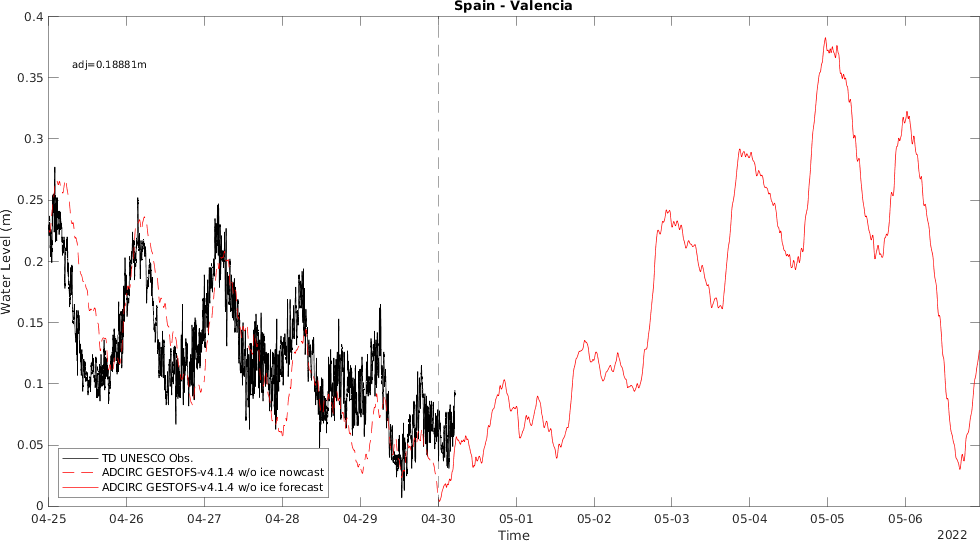 Spain - Valencia
adj=0.18881m
Water Level (m)
0.4
0.35
0.3
0.25
0.2
0.15
0.1
0.05
0
TD UNESCO Obs.
ADCIRC GESTOFS-v4.1.4 w/o ice nowcast
ADCIRC GESTOFS-v4.1.4 w/o ice forecast
04-25 04-26 04-27 04-28 04-29 04-30 05-01 05-02 05-03 05-04 05-05 05-06
Time
2022